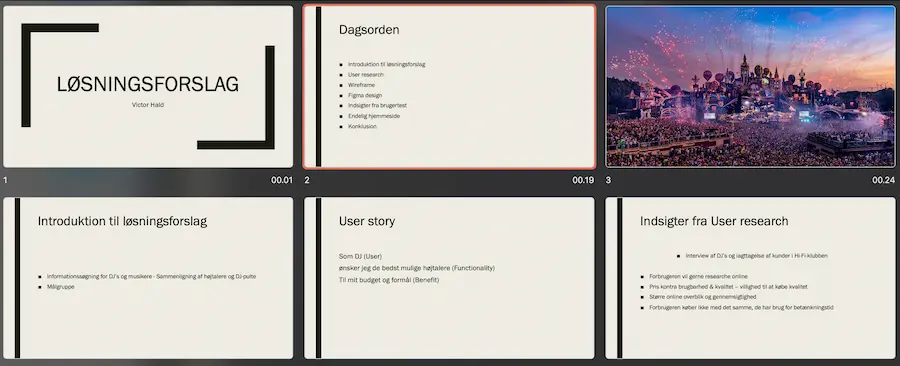 LØSNINGSFORSLAG
Victor Hald
1
00.01
Dagsorden
Introduktion til løsningsforslag
User research
Wireframe
Figma design
Indsigter fra brugertest
Endelig hjemmeside
Konklusion
2
00.19
3
00.24
Introduktion til løsningsforslag
Informationssøgning for DJ's og musikere - Sammenligning af højtalere og DJ-pulte
Målgruppe
User story
Som DJ (User)
ønsker jeg de bedst mulige højtalere (Functionality)
Til mit budget og formål (Benefit)
Indsigter fra User research
Interview af DJ's og iagttagelse af kunder i Hi-Fi-klubben
Forbrugeren vil gerne researche online
Pris kontra brugbarhed & kvalitet – villighed til at købe kvalitet
Større online overblik og gennemsigtighed
Forbrugeren køber ikke med det samme, de har brug for betænkningstid